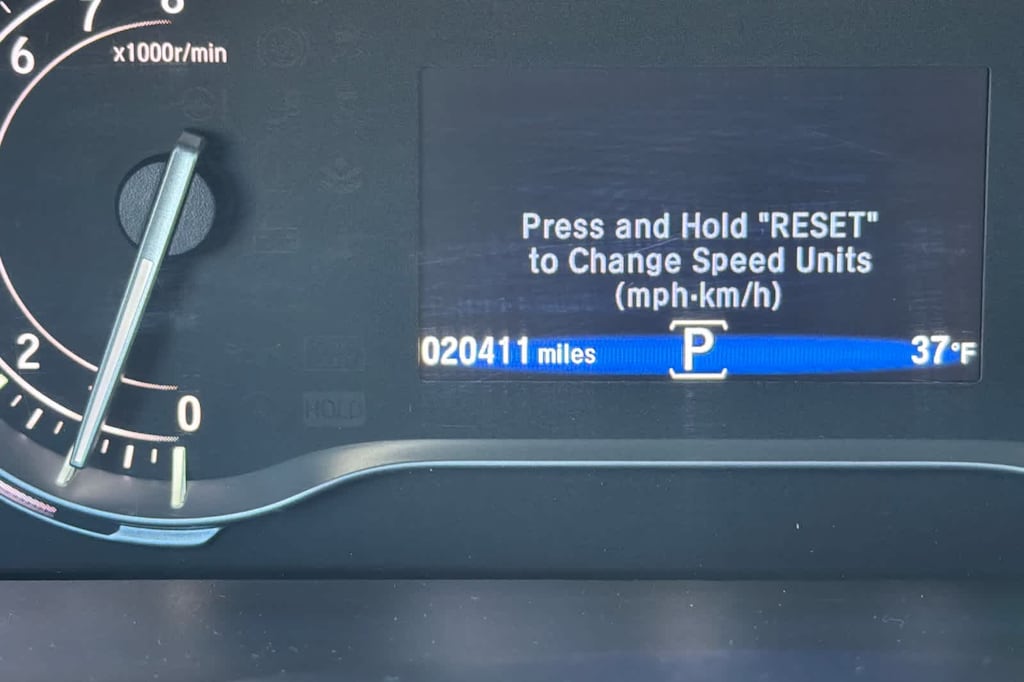 7
8
6
x1000r/min
Press and Hold "RESET"
to Change Speed Units
(mph·km/h)
020411 miles
P
37°F
2
0
HOLD